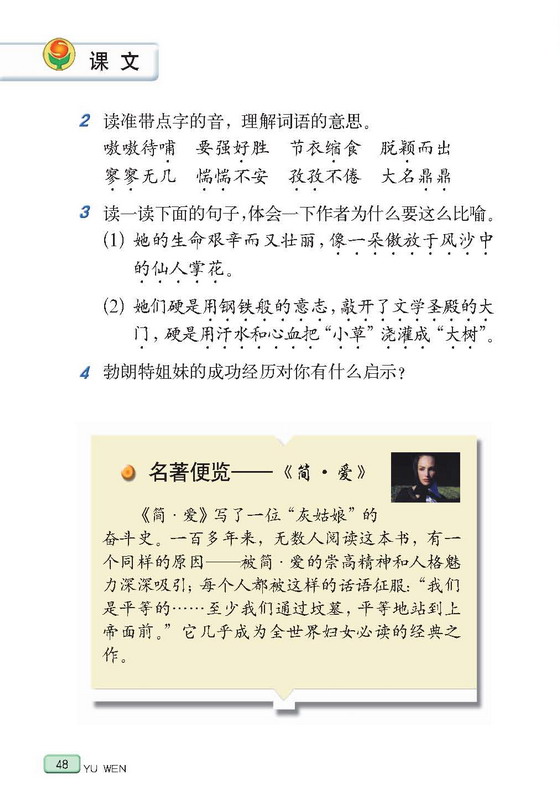 课文
2 读准带点字的音，理解词语的意思。
嗷嗷待哺 要强好胜 节衣缩食 脱颖而出
寥寥无几 惴惴不安 孜孜不倦 大名鼎鼎
3 读一读下面的句子，体会一下作者为什么要这么比喻。
(1) 她的生命艰辛而又壮丽，像一朵傲放于风沙中
的仙人掌花。
(2) 她们硬是用钢铁般的意志，敲开了文学圣殿的大
门，硬是用汗水和心血把“小草”浇灌成“大树”。
4 勃朗特姐妹的成功经历对你有什么启示？
名著便览——《简·爱》
《简·爱》写了一位“灰姑娘”的
奋斗史。一百多年来，无数人阅读这本书，有一
个同样的原因——被简·爱的崇高精神和人格魅
力深深吸引；每个人都被这样的话语征服：“我们
是平等的……至少我们通过坟墓，平等地站到上
帝面前。”它几乎成为全世界妇女必读的经典之
作。
48 YU WEN